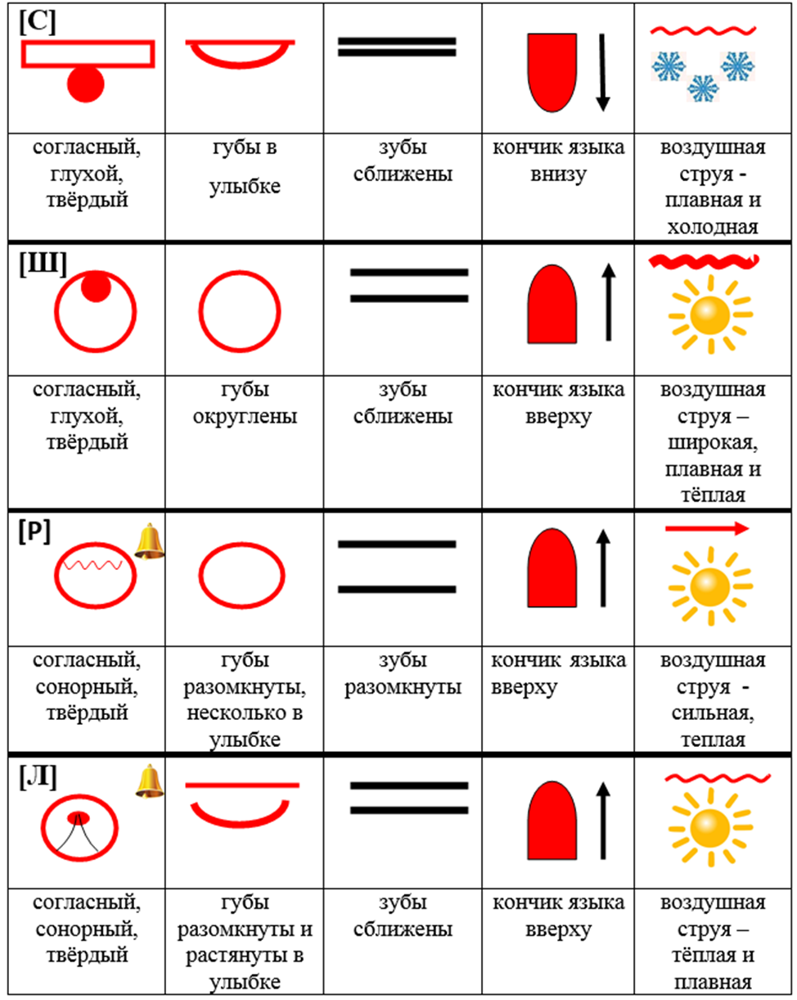 [С]
согласный,
глухой,
твёрдый
губы в
улыбке
зубы
сближены
кончик языка
внизу
воздушная
струя -
плавная и
холодная
[Ш]
согласный,
глухой,
твёрдый
губы
округлены
зубы
сближены
кончик языка
вверху
воздушная
струя –
широкая,
плавная и
тёплая
[Р]
согласный,
сонорный,
твёрдый
губы
разомкнуты,
несколько в
улыбке
зубы
разомкнуты
кончик языка
вверху
воздушная
струя -
сильная,
теплая
[Л]
согласный,
сонорный,
твёрдый
губы
разомкнуты и
растянуты в
улыбке
зубы
сближены
кончик языка
вверху
воздушная
струя –
тёплая и
плавная